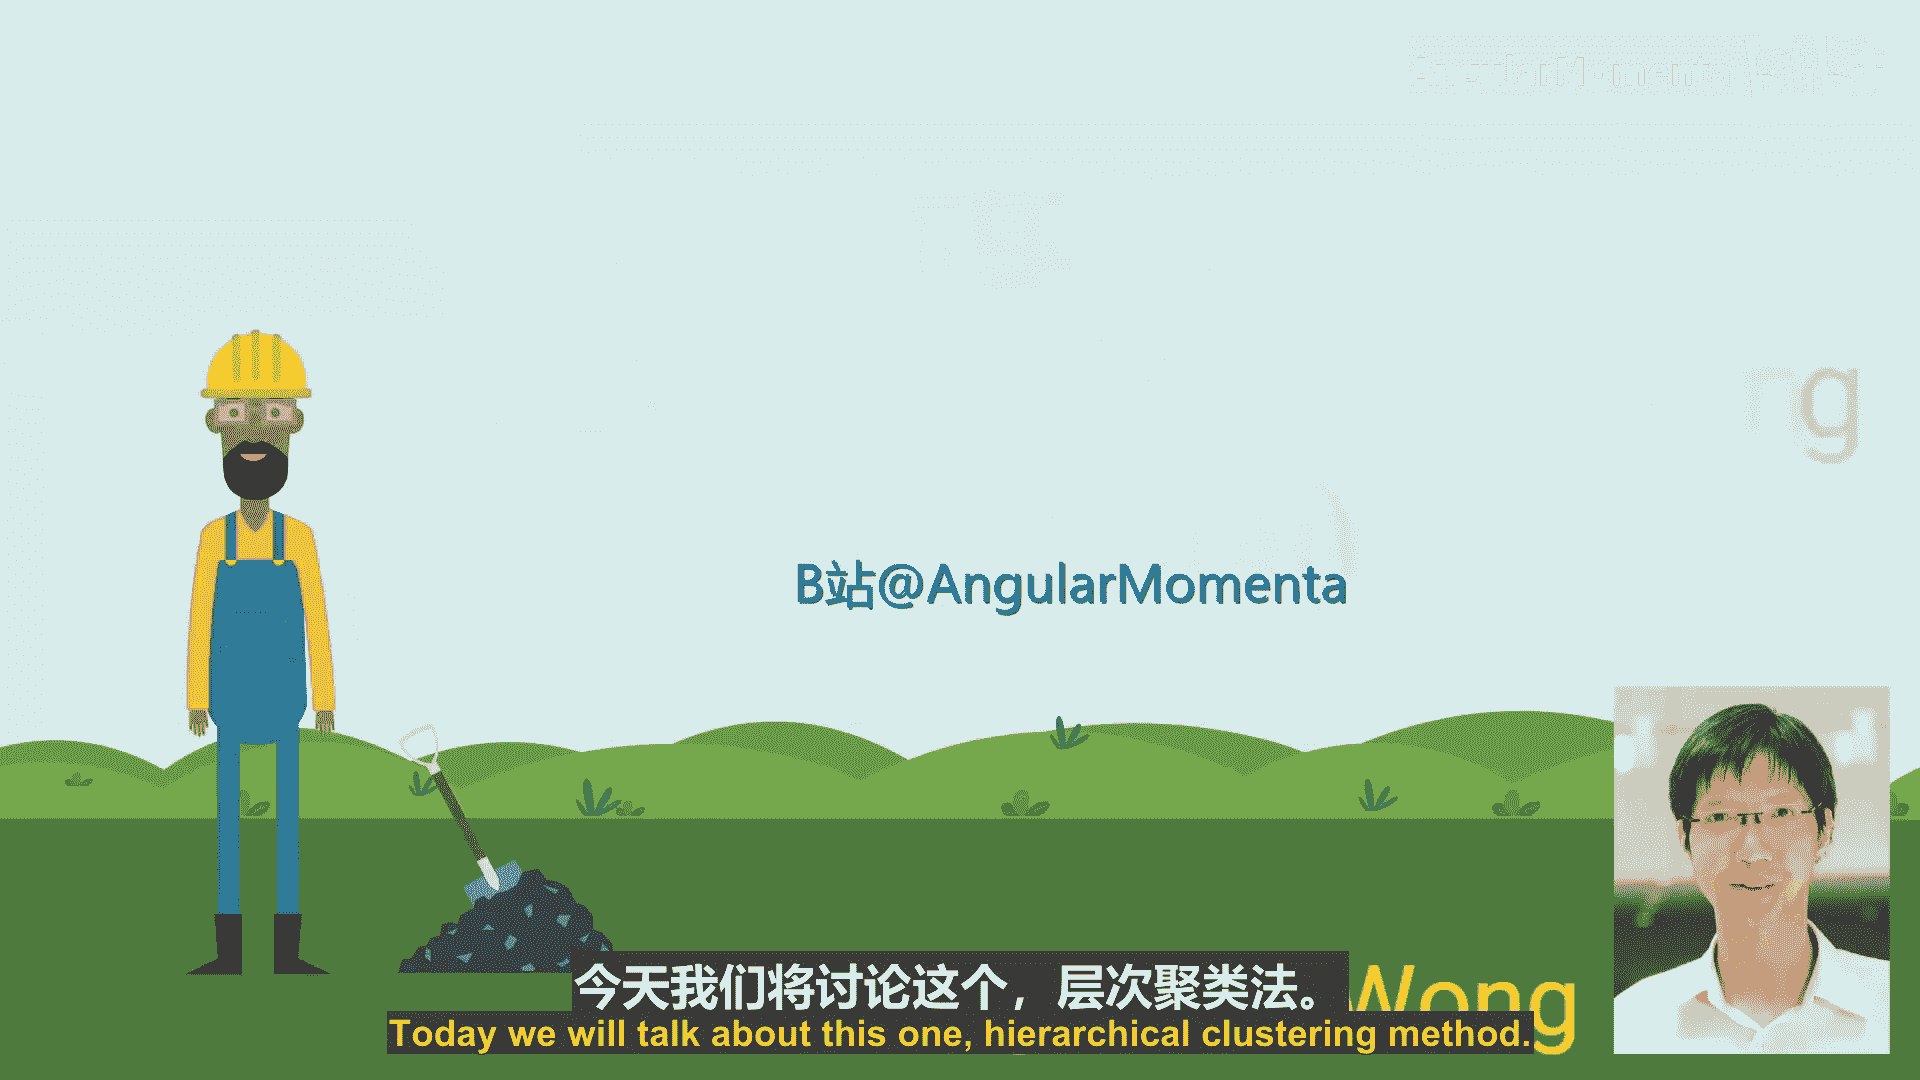 B站@AngularMomenta
今天我们将讨论这个，层次聚类法。
Wong
Today we will talk about this one, hierarchical clustering method.